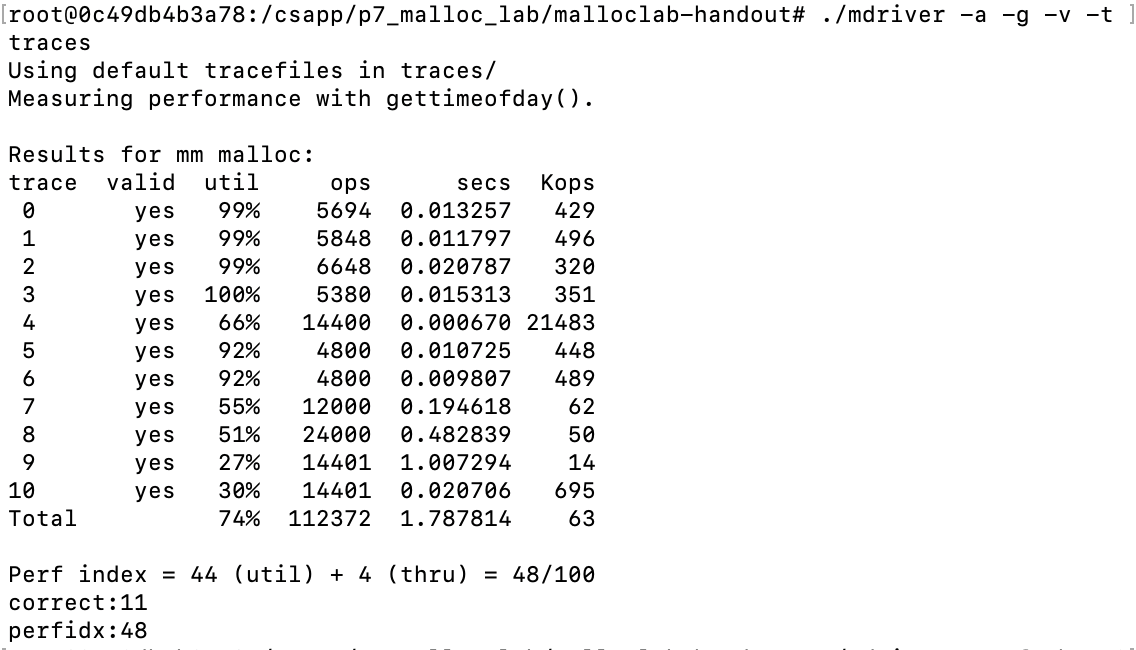 [root@0c49db4b3a78:/csapp/p7_malloc_lab/malloclab-handout# ./mdriver -a -g -v -t ]
traces
Using default tracefiles in traces/
Measuring performance with gettimeofday().
Results for mm malloc:
trace  valid  util     ops      secs  Kops
 0       yes   99%    5694  0.013257   429
 1       yes   99%    5848  0.011797   496
 2       yes   99%    6648  0.020787   320
 3       yes  100%    5380  0.015313   351
 4       yes   66%   14400  0.000670 21483
 5       yes   92%    4800  0.010725   448
 6       yes   92%    4800  0.009807   489
 7       yes   55%   12000  0.194618    62
 8       yes   51%   24000  0.482839    50
 9       yes   27%   14401  1.007294    14
10       yes   30%   14401  0.020706   695
Total          74%  112372  1.787814    63
Perf index = 44 (util) + 4 (thru) = 48/100
correct:11
perfidx:48